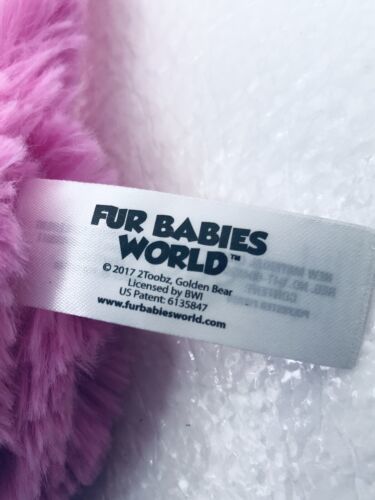 FUR BABIES
WORLD™
© 2017 2Toobz, Golden Bear
Licensed by BWI
US Patent: 6135847
www.furbabiesworld.com